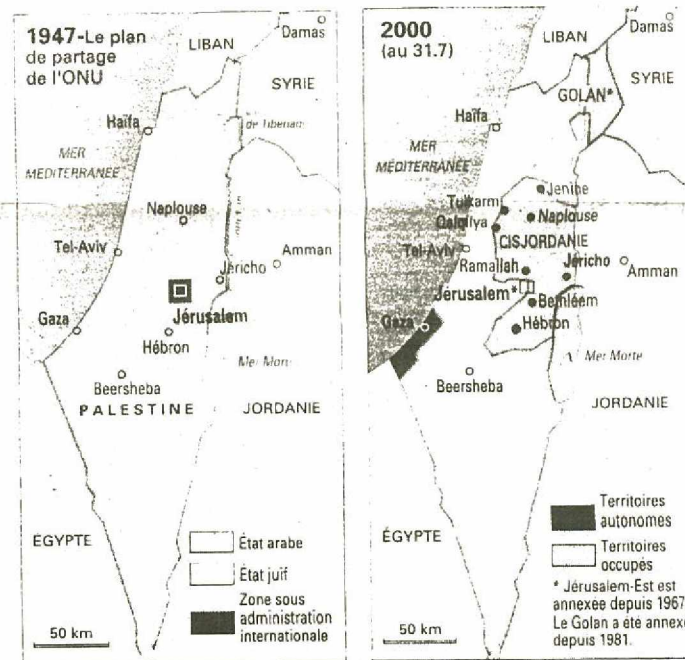 1947-Le plan
de partage
de l'ONU
LIBAN
Damas
SYRIE
Haïfa
de Tibériade
MER
MÉDITERRANÉE
Naplouse
Tel-Aviv
Amman
Jéricho
Jérusalem
Gaza
Hébron
Mer Morte
Beersheba
PALESTINE
JORDANIE
ÉGYPTE
État arabe
État juif
Zone sous
administration
internationale
50 km
2000
(au 31.7)
LIBAN
Damas
SYRIE
GOLAN*
Haïfa
MER
MÉDITERRANÉE
Jenine
Tulkarm
Naplouse
Qalqiliya
CISJORDANIE
Tel-Aviv
Ramallah
Jéricho
Amman
Jérusalem*
Bethléem
Gaza
Hébron
Mer Morte
Beersheba
JORDANIE
ÉGYPTE
Territoires
autonomes
Territoires
occupés
* Jérusalem-Est est
annexée depuis 1967
Le Golan a été annexé
depuis 1981.
50 km